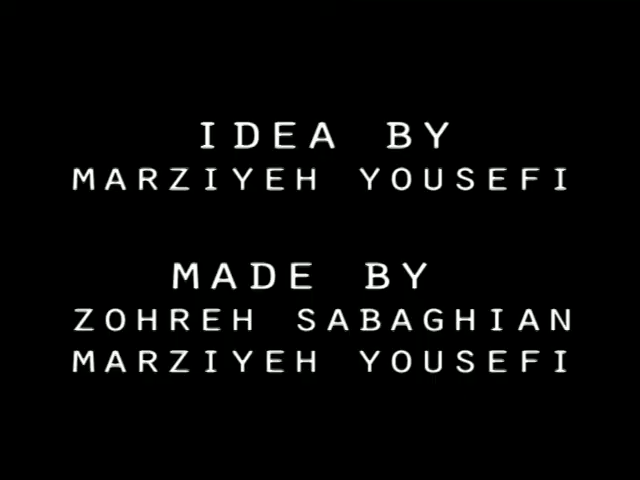 IDEA BY
MARZIYEH YOUSEFI
MADE BY
ZOHREH SABAGHIAN
MARZIYEH YOUSEFI